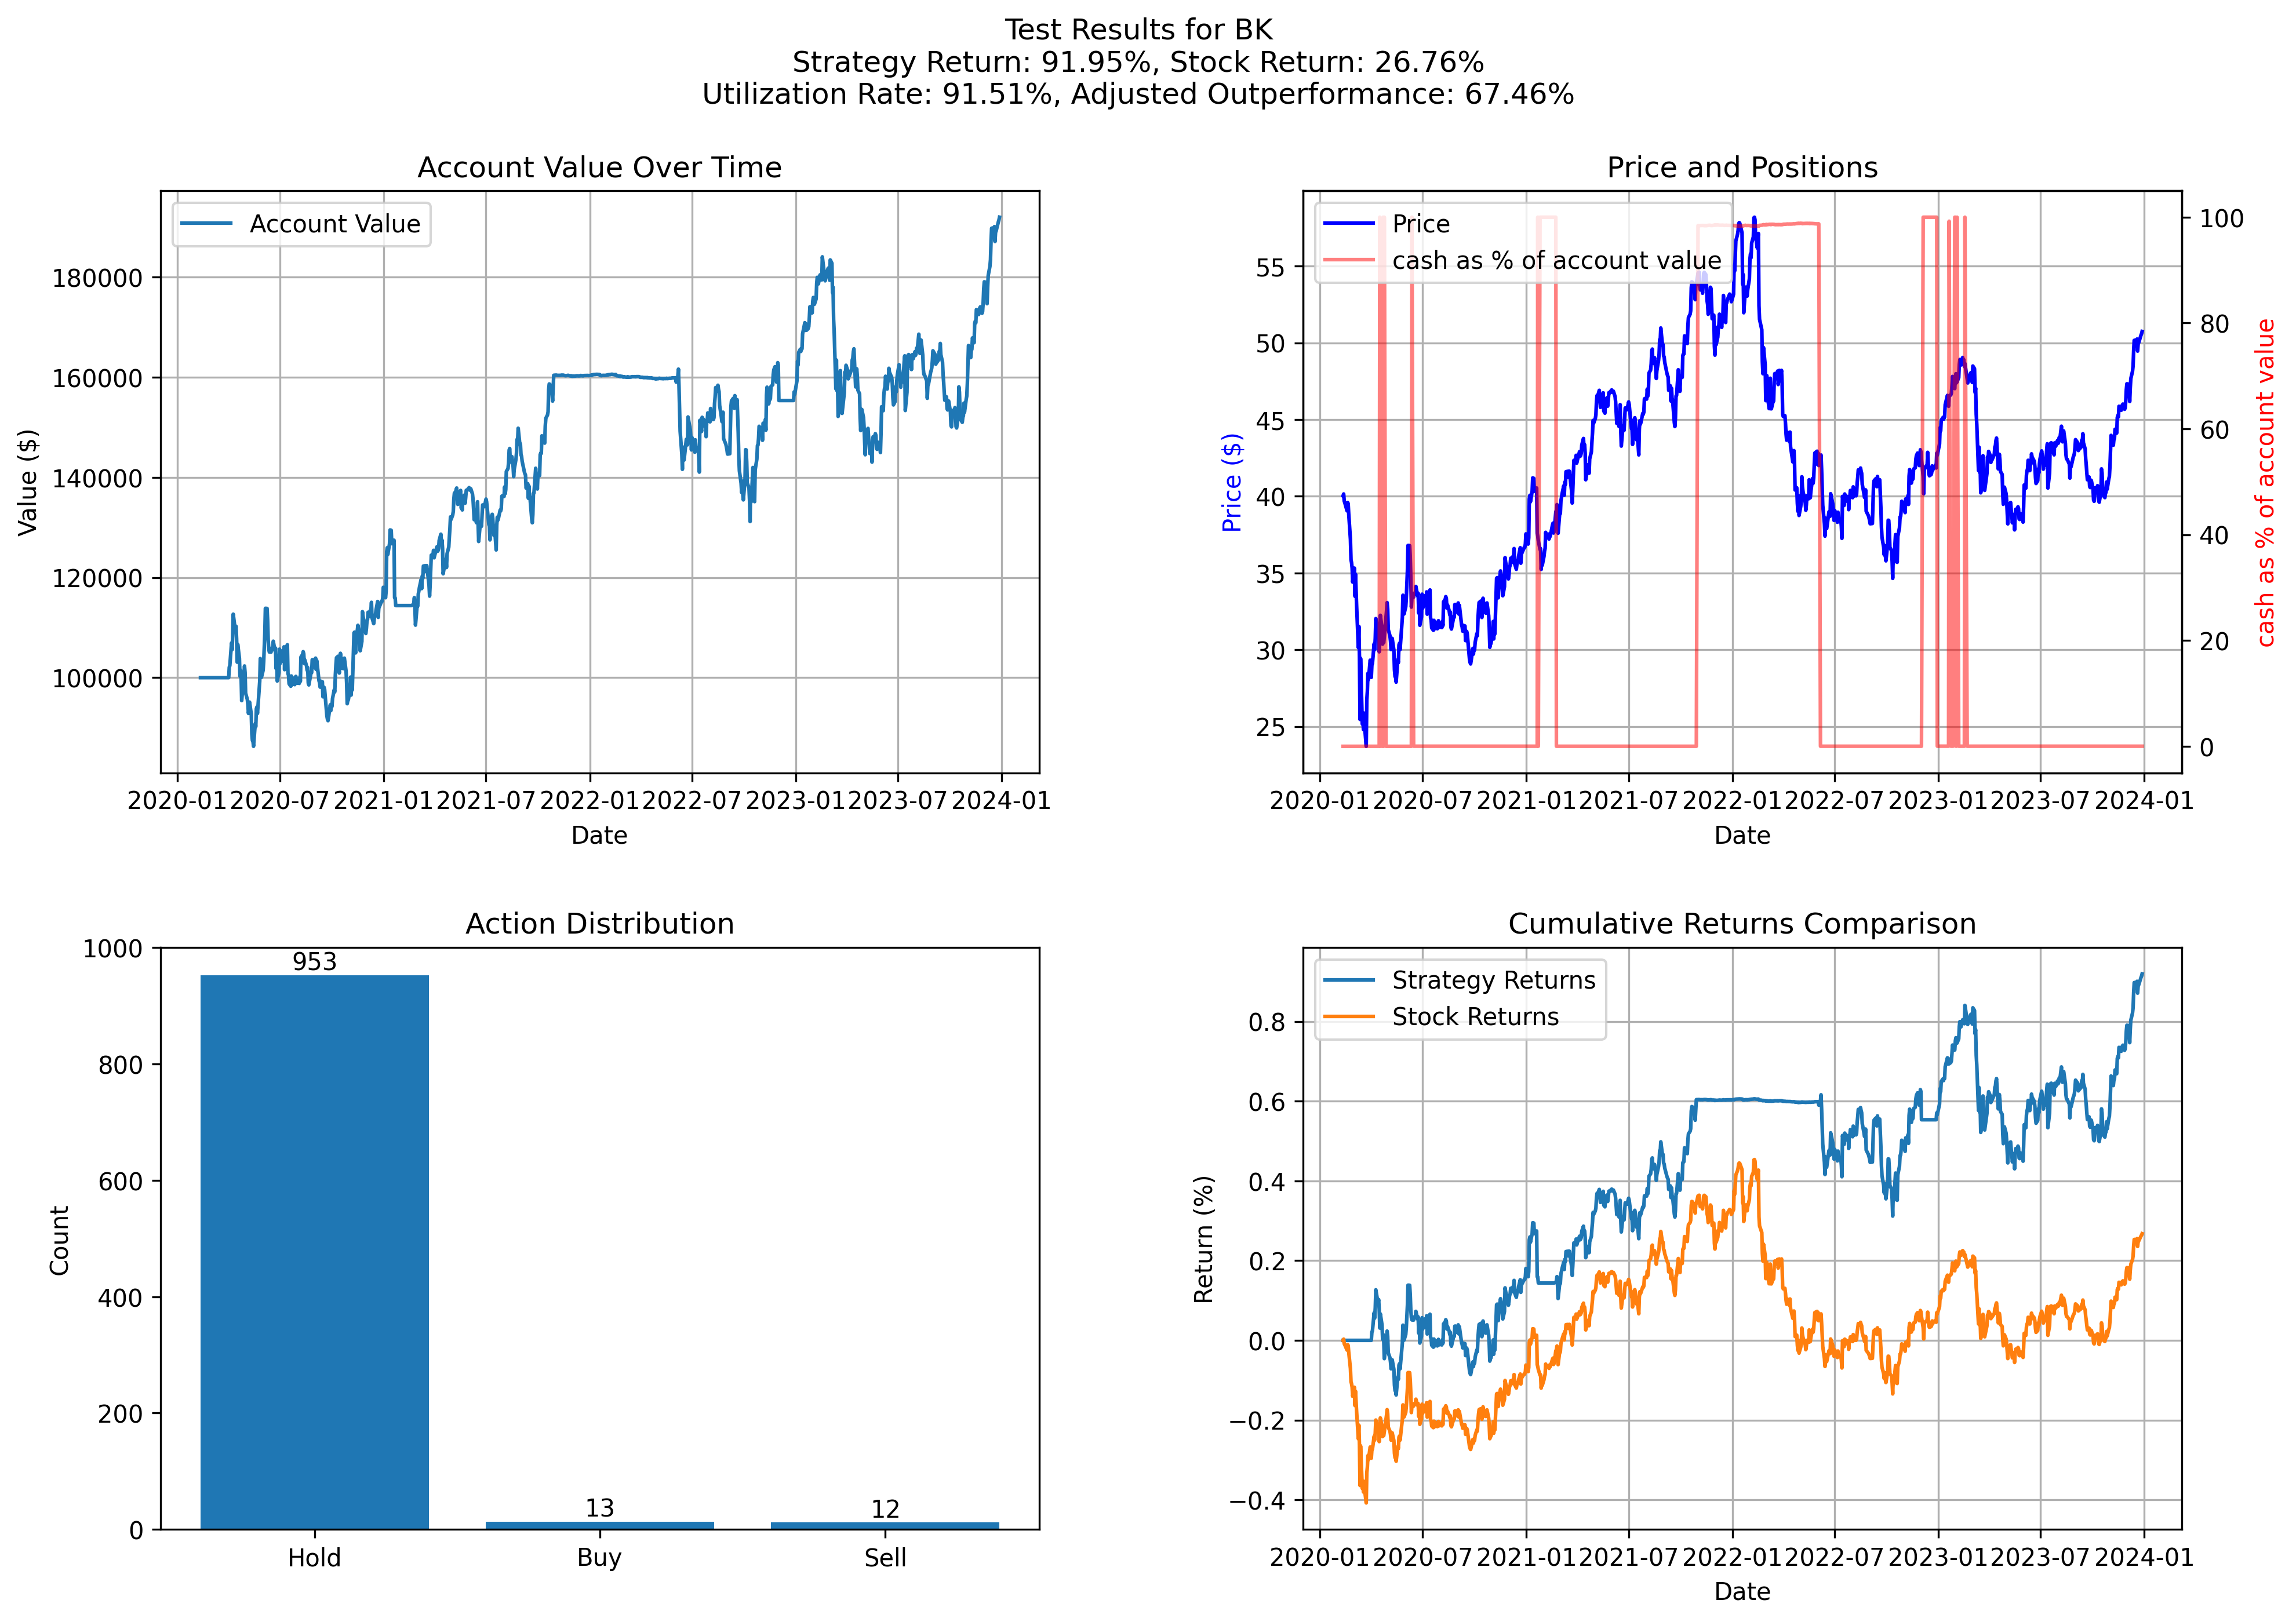 Test Results for BK
Strategy Return: 91.95%, Stock Return: 26.76%
Utilization Rate: 91.51%, Adjusted Outperformance: 67.46%
Account Value Over Time
Account Value
Value ($)
180000
160000
140000
120000
100000
2020-01 2020-07 2021-01 2021-07 2022-01 2022-07 2023-01 2023-07 2024-01
Date
Price and Positions
Price
cash as % of account value
Price ($)
55
50
45
40
35
30
25
100
80
60
40
20
0
cash as % of account value
2020-01 2020-07 2021-01 2021-07 2022-01 2022-07 2023-01 2023-07 2024-01
Date
Action Distribution
Count
1000
800
600
400
200
0
953
13
12
Hold Buy Sell
Cumulative Returns Comparison
Strategy Returns
Stock Returns
Return (%)
0.8
0.6
0.4
0.2
0.0
−0.2
−0.4
2020-01 2020-07 2021-01 2021-07 2022-01 2022-07 2023-01 2023-07 2024-01
Date